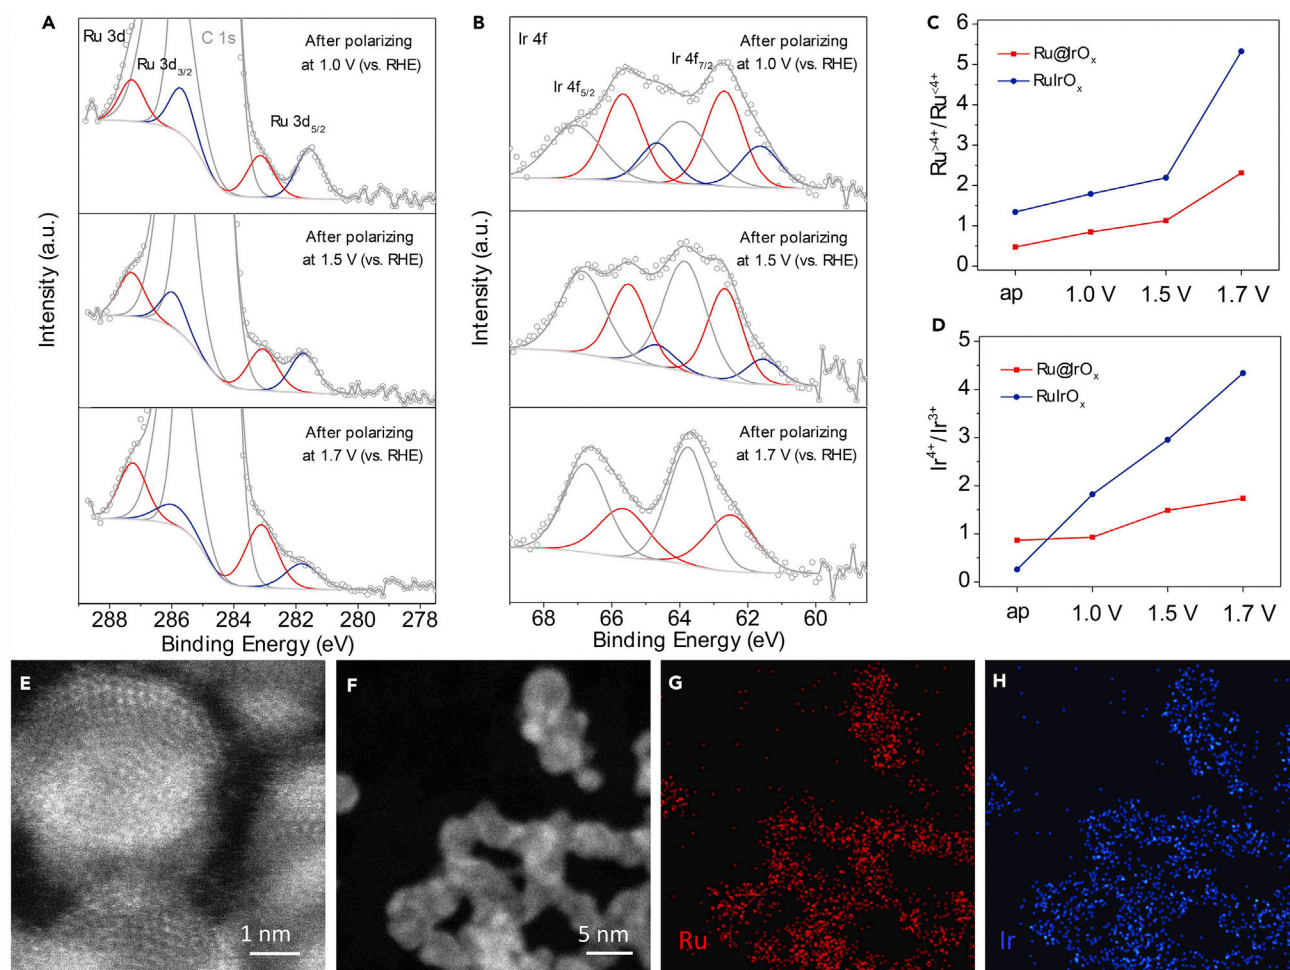 A
Ru 3d
C 1s
Ru 3d3/2
Ru 3d5/2
After polarizing
at 1.0 V (vs. RHE)
After polarizing
at 1.5 V (vs. RHE)
After polarizing
at 1.7 V (vs. RHE)
Intensity (a.u.)
288 286 284 282 280 278
Binding Energy (eV)
B
Ir 4f
Ir 4f7/2
Ir 4f5/2
After polarizing
at 1.0 V (vs. RHE)
After polarizing
at 1.5 V (vs. RHE)
After polarizing
at 1.7 V (vs. RHE)
Intensity (a.u.)
68 66 64 62 60
Binding Energy (eV)
C
Ru@IrOx
RuIrOx
Ru>4+/Ru<4+
6
5
4
3
2
1
0
ap 1.0 V 1.5 V 1.7 V
D
Ru@IrOx
RuIrOx
Ir4+/Ir3+
5
4
3
2
1
0
ap 1.0 V 1.5 V 1.7 V
E
1 nm
F
5 nm
G
Ru
H
Ir